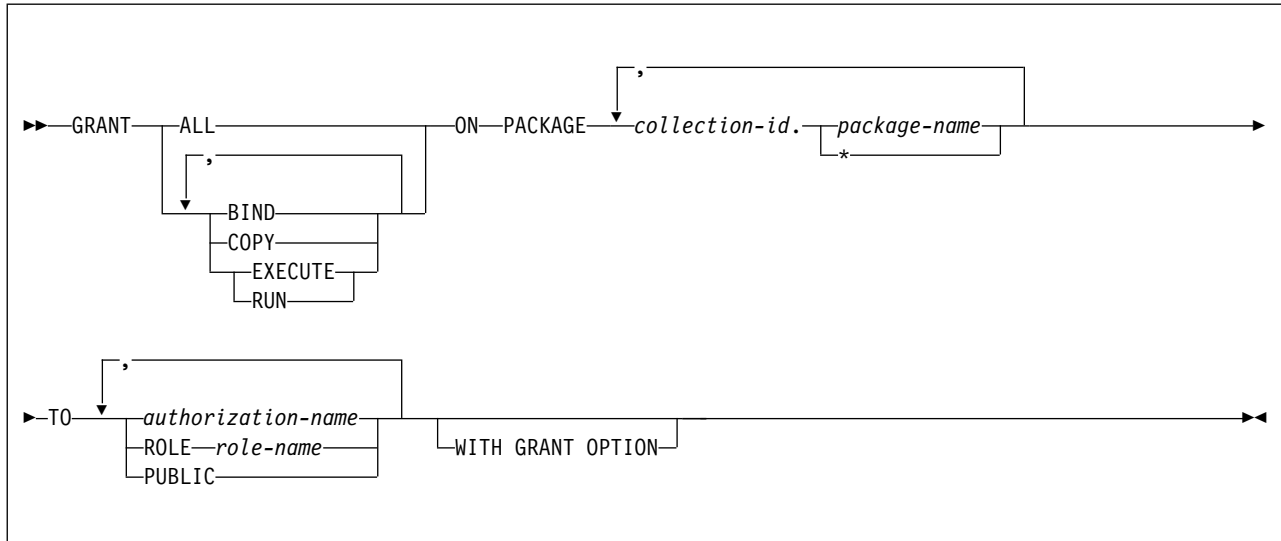 ,
GRANT ALL ON PACKAGE collection-id. package-name
*
,
BIND
COPY
EXECUTE
RUN
,
TO authorization-name
ROLE role-name
PUBLIC
WITH GRANT OPTION